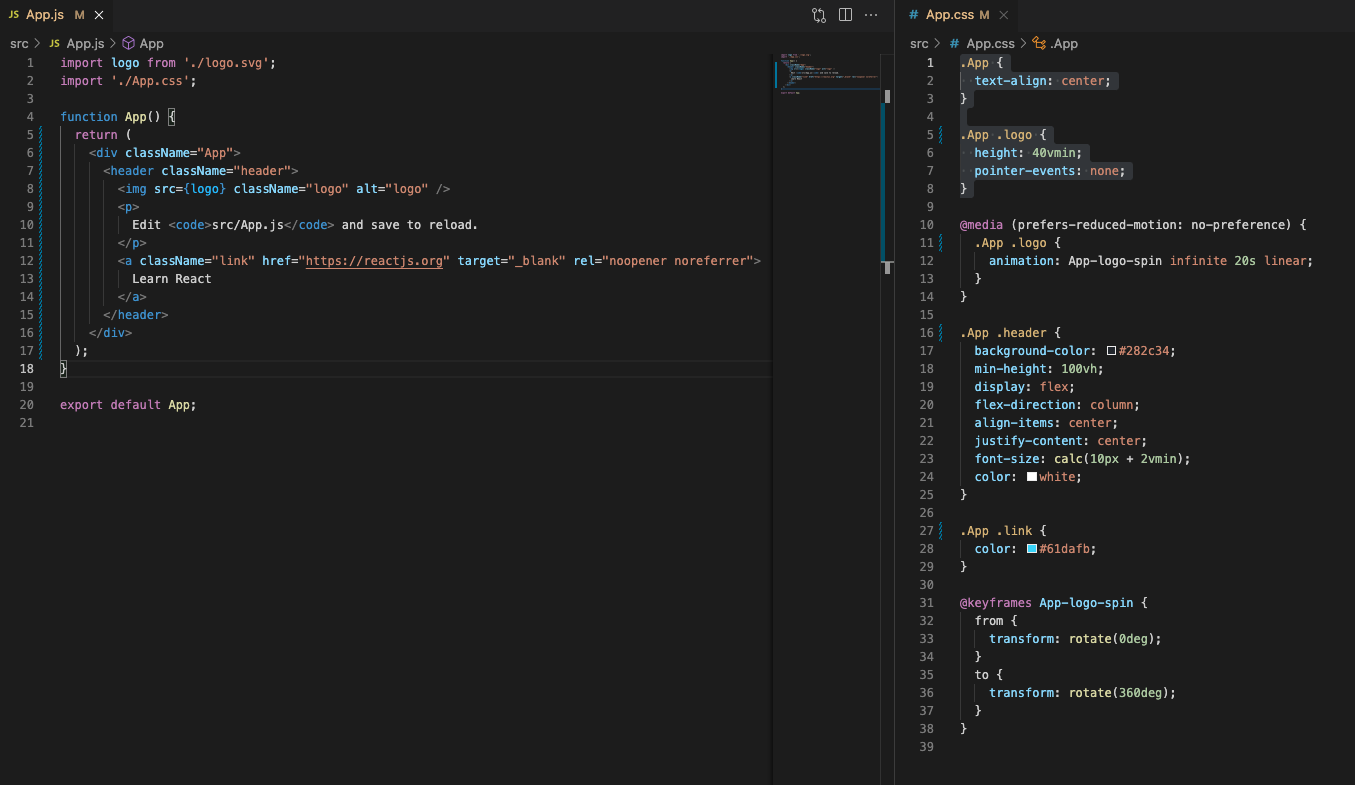 JS App.js M
src > JS App.js > App
1 import logo from './logo.svg';
2 import './App.css';
3
4 function App() {
5   return (
6     <div className="App">
7       <header className="header">
8         <img src={logo} className="logo" alt="logo" />
9         <p>
10           Edit <code>src/App.js</code> and save to reload.
11         </p>
12         <a className="link" href="https://reactjs.org" target="_blank" rel="noopener noreferrer">
13           Learn React
14         </a>
15       </header>
16     </div>
17   );
18 }
19
20 export default App;
21
# App.css M
src > # App.css > .App
1 .App {
2   text-align: center;
3 }
4
5 .App .logo {
6   height: 40vmin;
7   pointer-events: none;
8 }
9
10 @media (prefers-reduced-motion: no-preference) {
11   .App .logo {
12     animation: App-logo-spin infinite 20s linear;
13   }
14 }
15
16 .App .header {
17   background-color: #282c34;
18   min-height: 100vh;
19   display: flex;
20   flex-direction: column;
21   align-items: center;
22   justify-content: center;
23   font-size: calc(10px + 2vmin);
24   color: white;
25 }
26
27 .App .link {
28   color: #61dafb;
29 }
30
31 @keyframes App-logo-spin {
32   from {
33     transform: rotate(0deg);
34   }
35   to {
36     transform: rotate(360deg);
37   }
38 }
39